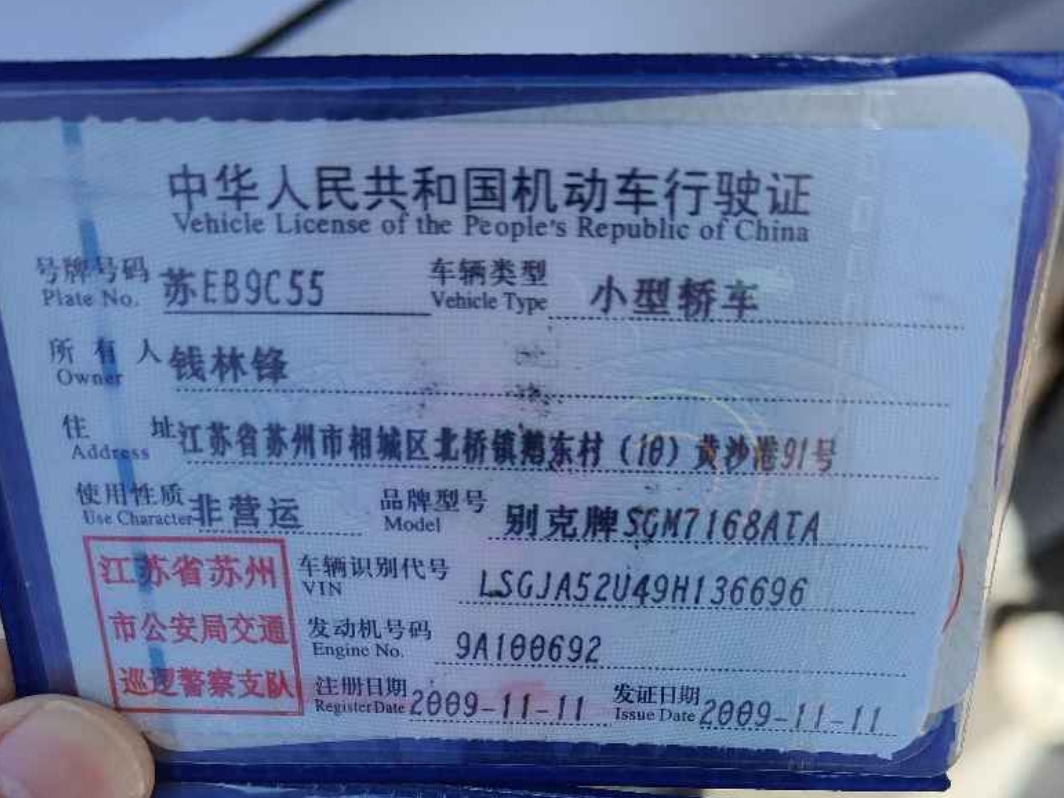 中华人民共和国机动车行驶证
Vehicle License of the People's Republic of China
号牌号码 苏EB9C55 车辆类型 小型轿车
Plate No. Vehicle Type
所有人 钱林锋
Owner
住址 江苏省苏州市相城区北桥镇鹅东村(10)黄沙港91号
Address
使用性质 非营运 品牌型号 别克牌SGM7168ATA
Use Character Model
江苏省苏州
市公安局交通
巡逻警察支队
车辆识别代号 LSGJA52U49H136696
VIN
发动机号码 9A100692
Engine No.
注册日期 2009-11-11 发证日期 2009-11-11
Register Date Issue Date